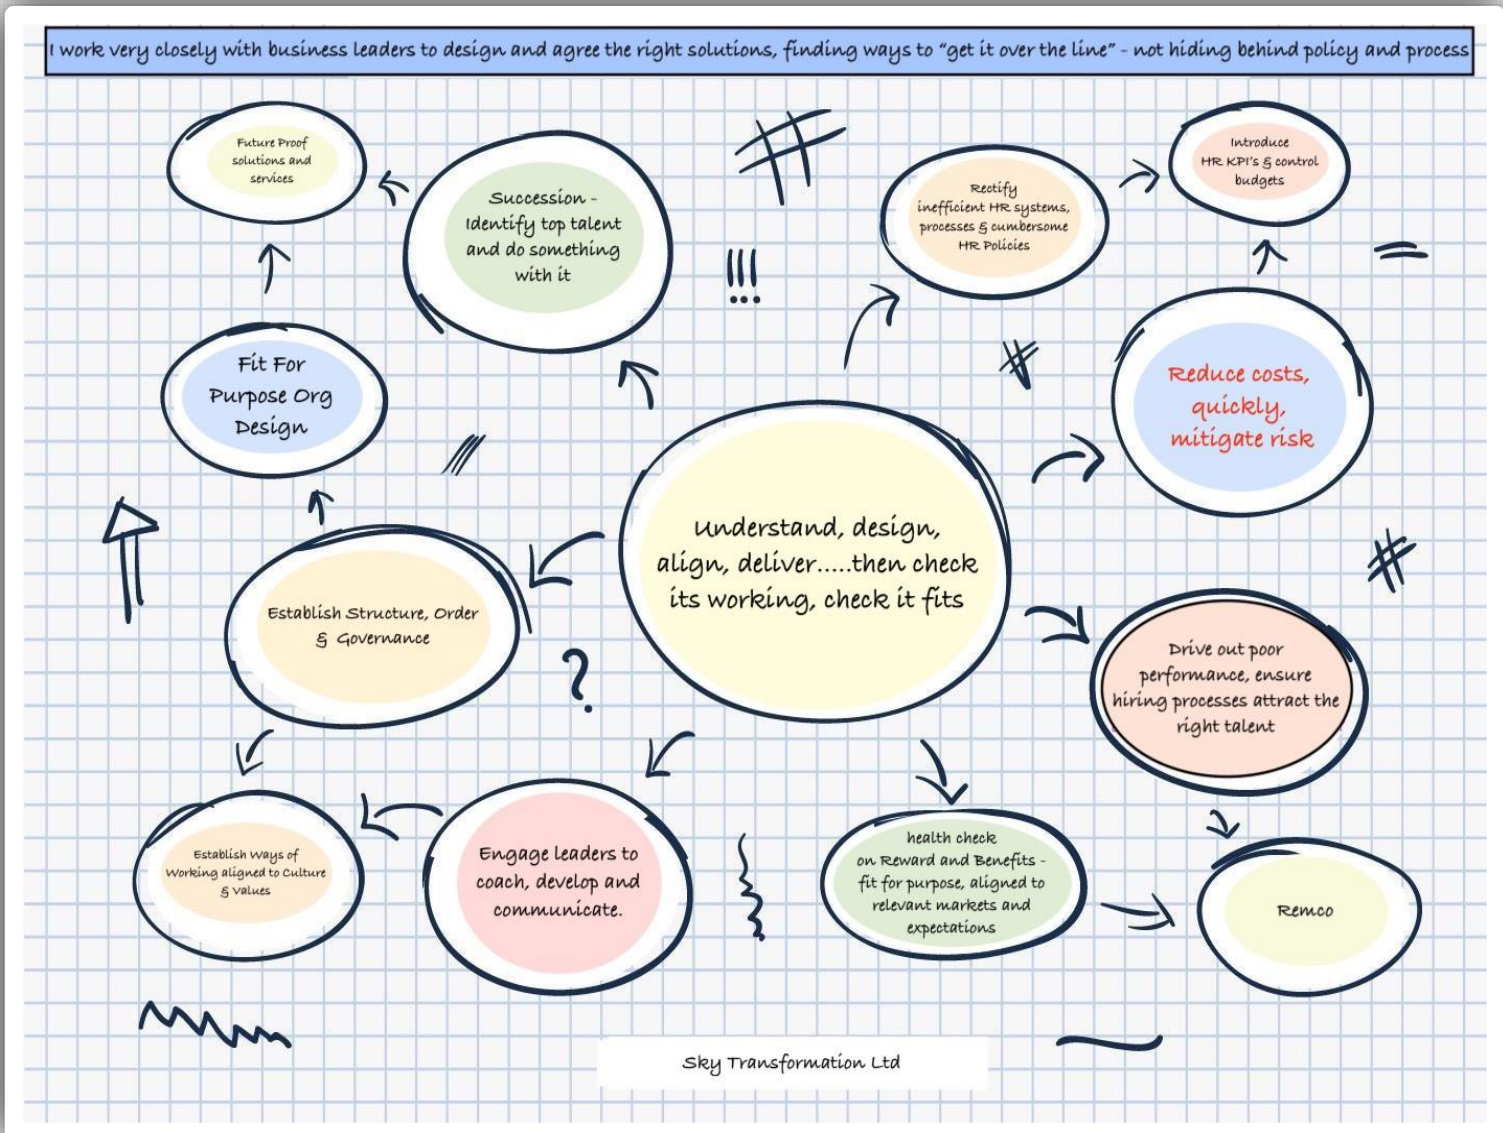 I work very closely with business leaders to design and agree the right solutions, finding ways to “get it over the line” - not hiding behind policy and process
Future Proof
solutions and
services
Succession -
Identify top talent
and do something
with it
!!!
Rectify
inefficient HR systems,
processes & cumbersome
HR Policies
Introduce
HR KPI's & control
budgets
Fit For
Purpose Org
Design
Reduce costs,
quickly,
mitigate risk
Understand, design,
align, deliver.....then check
its working, check it fits
Establish Structure, Order
& Governance
?
Drive out poor
performance, ensure
hiring processes attract the
right talent
Establish Ways of
Working aligned to Culture
& Values
Engage leaders to
coach, develop and
communicate.
health check
on Reward and Benefits -
fit for purpose, aligned to
relevant markets and
expectations
Remco
Sky Transformation Ltd